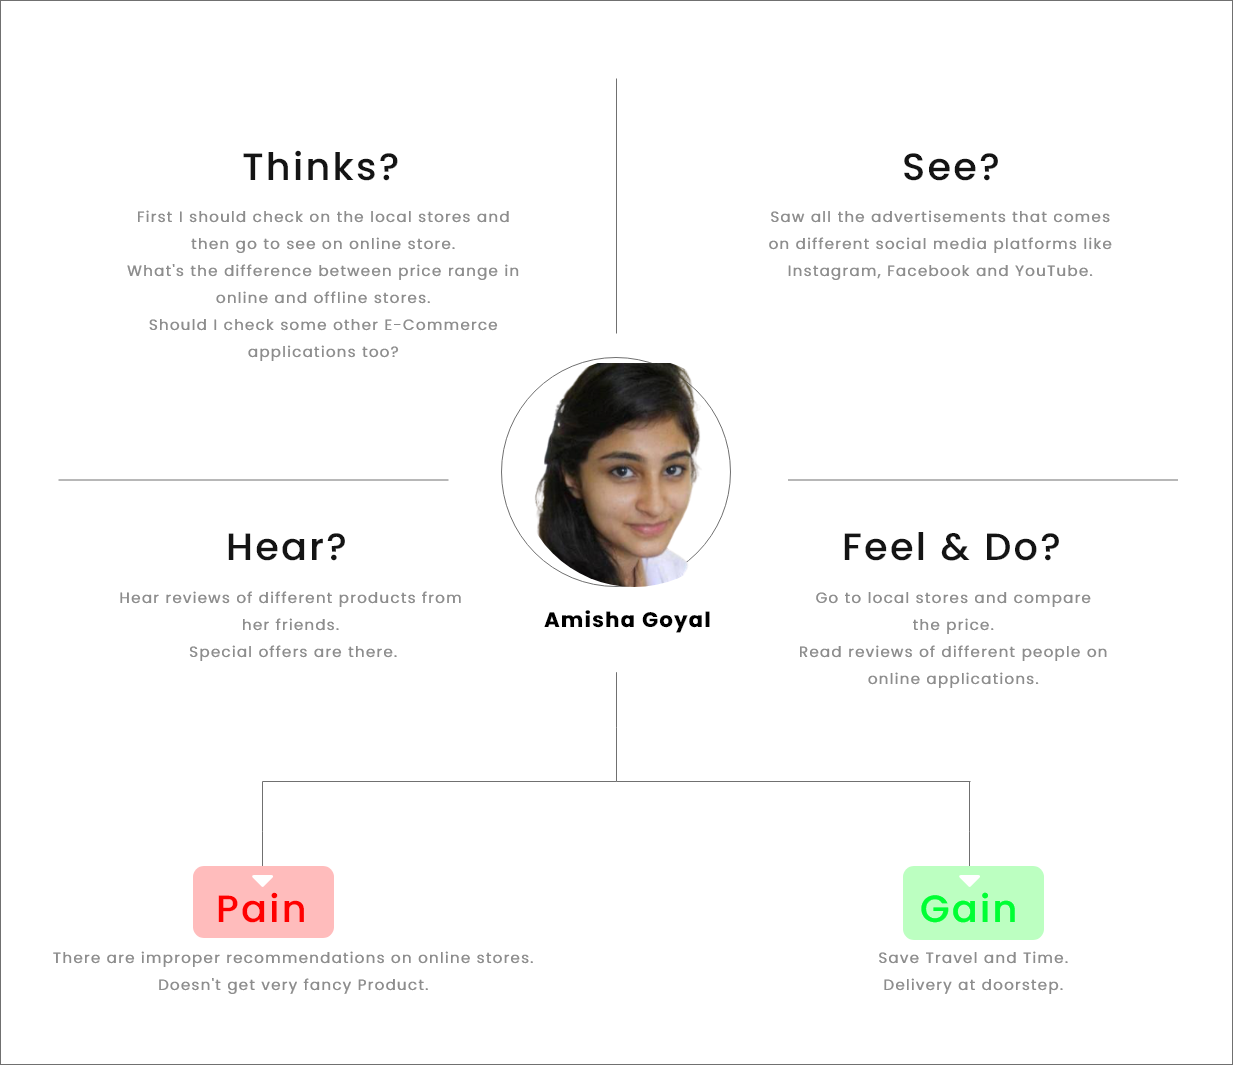 Thinks?
First I should check on the local stores and
then go to see on online store.
What's the difference between price range in
online and offline stores.
Should I check some other E-Commerce
applications too?
See?
Saw all the advertisements that comes
on different social media platforms like
Instagram, Facebook and YouTube.
Hear?
Hear reviews of different products from
her friends.
Special offers are there.
Amisha Goyal
Feel & Do?
Go to local stores and compare
the price.
Read reviews of different people on
online applications.
Pain
There are improper recommendations on online stores.
Doesn't get very fancy Product.
Gain
Save Travel and Time.
Delivery at doorstep.